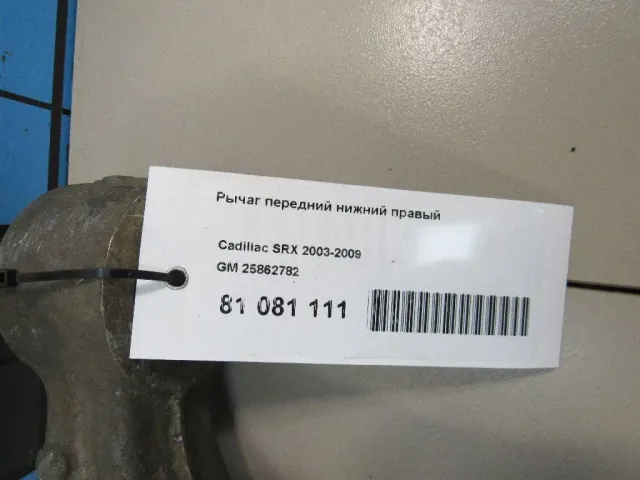 Рычаг передний нижний правый
Cadillac SRX 2003-2009
GM 25862782
81 081 111